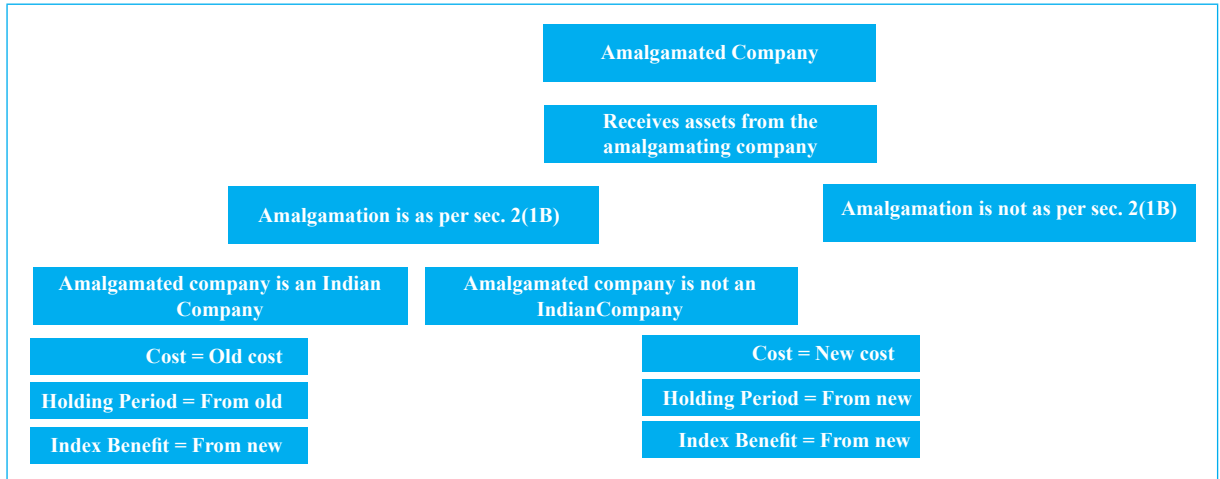 Amalgamated Company
Receives assets from the
amalgamating company
Amalgamation is as per sec. 2(1B)
Amalgamation is not as per sec. 2(1B)
Amalgamated company is an Indian
Company
Amalgamated company is not an
IndianCompany
Cost = Old cost
Holding Period = From old
Index Benefit = From new
Cost = New cost
Holding Period = From new
Index Benefit = From new